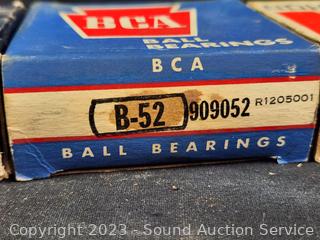 BCA
BALL
BEARINGS
BCA
B-52 909052 R1205001
BALL BEARINGS
Copyright 2023 - Sound Auction Service